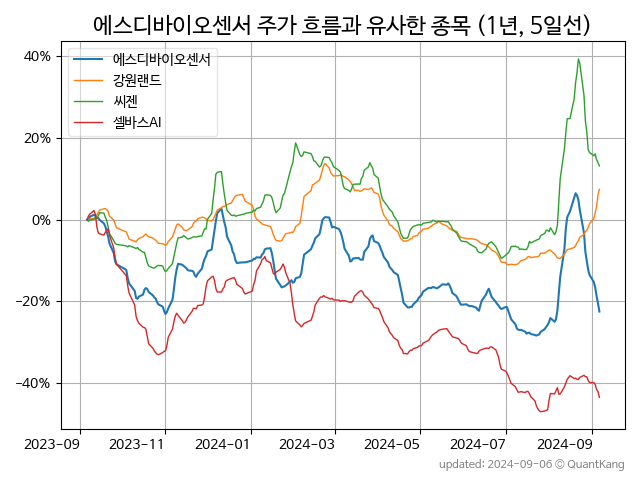 에스디바이오센서 주가 흐름과 유사한 종목 (1년, 5일선)
에스디바이오센서
강원랜드
씨젠
셀바스AI
40%
20%
0%
−20%
−40%
2023-09 2023-11 2024-01 2024-03 2024-05 2024-07 2024-09
updated: 2024-09-06 © QuantKang